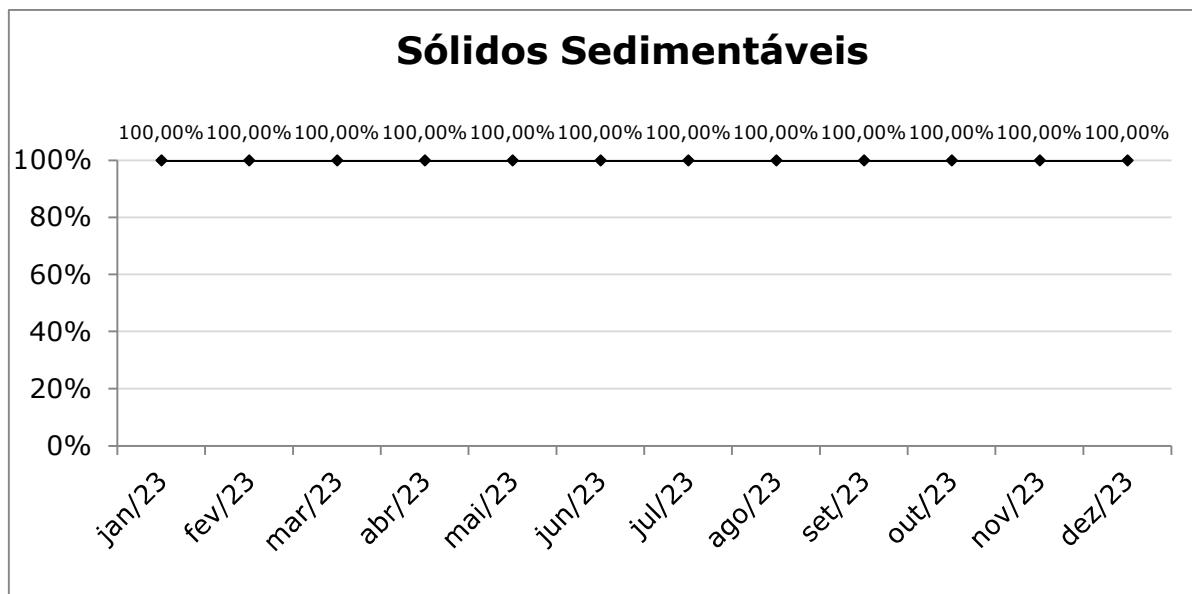 Sólidos Sedimentáveis
100,00% 100,00% 100,00% 100,00% 100,00% 100,00% 100,00% 100,00% 100,00% 100,00% 100,00% 100,00%
100%
80%
60%
40%
20%
0%
jan/23 fev/23 mar/23 abr/23 mai/23 jun/23 jul/23 ago/23 set/23 out/23 nov/23 dez/23